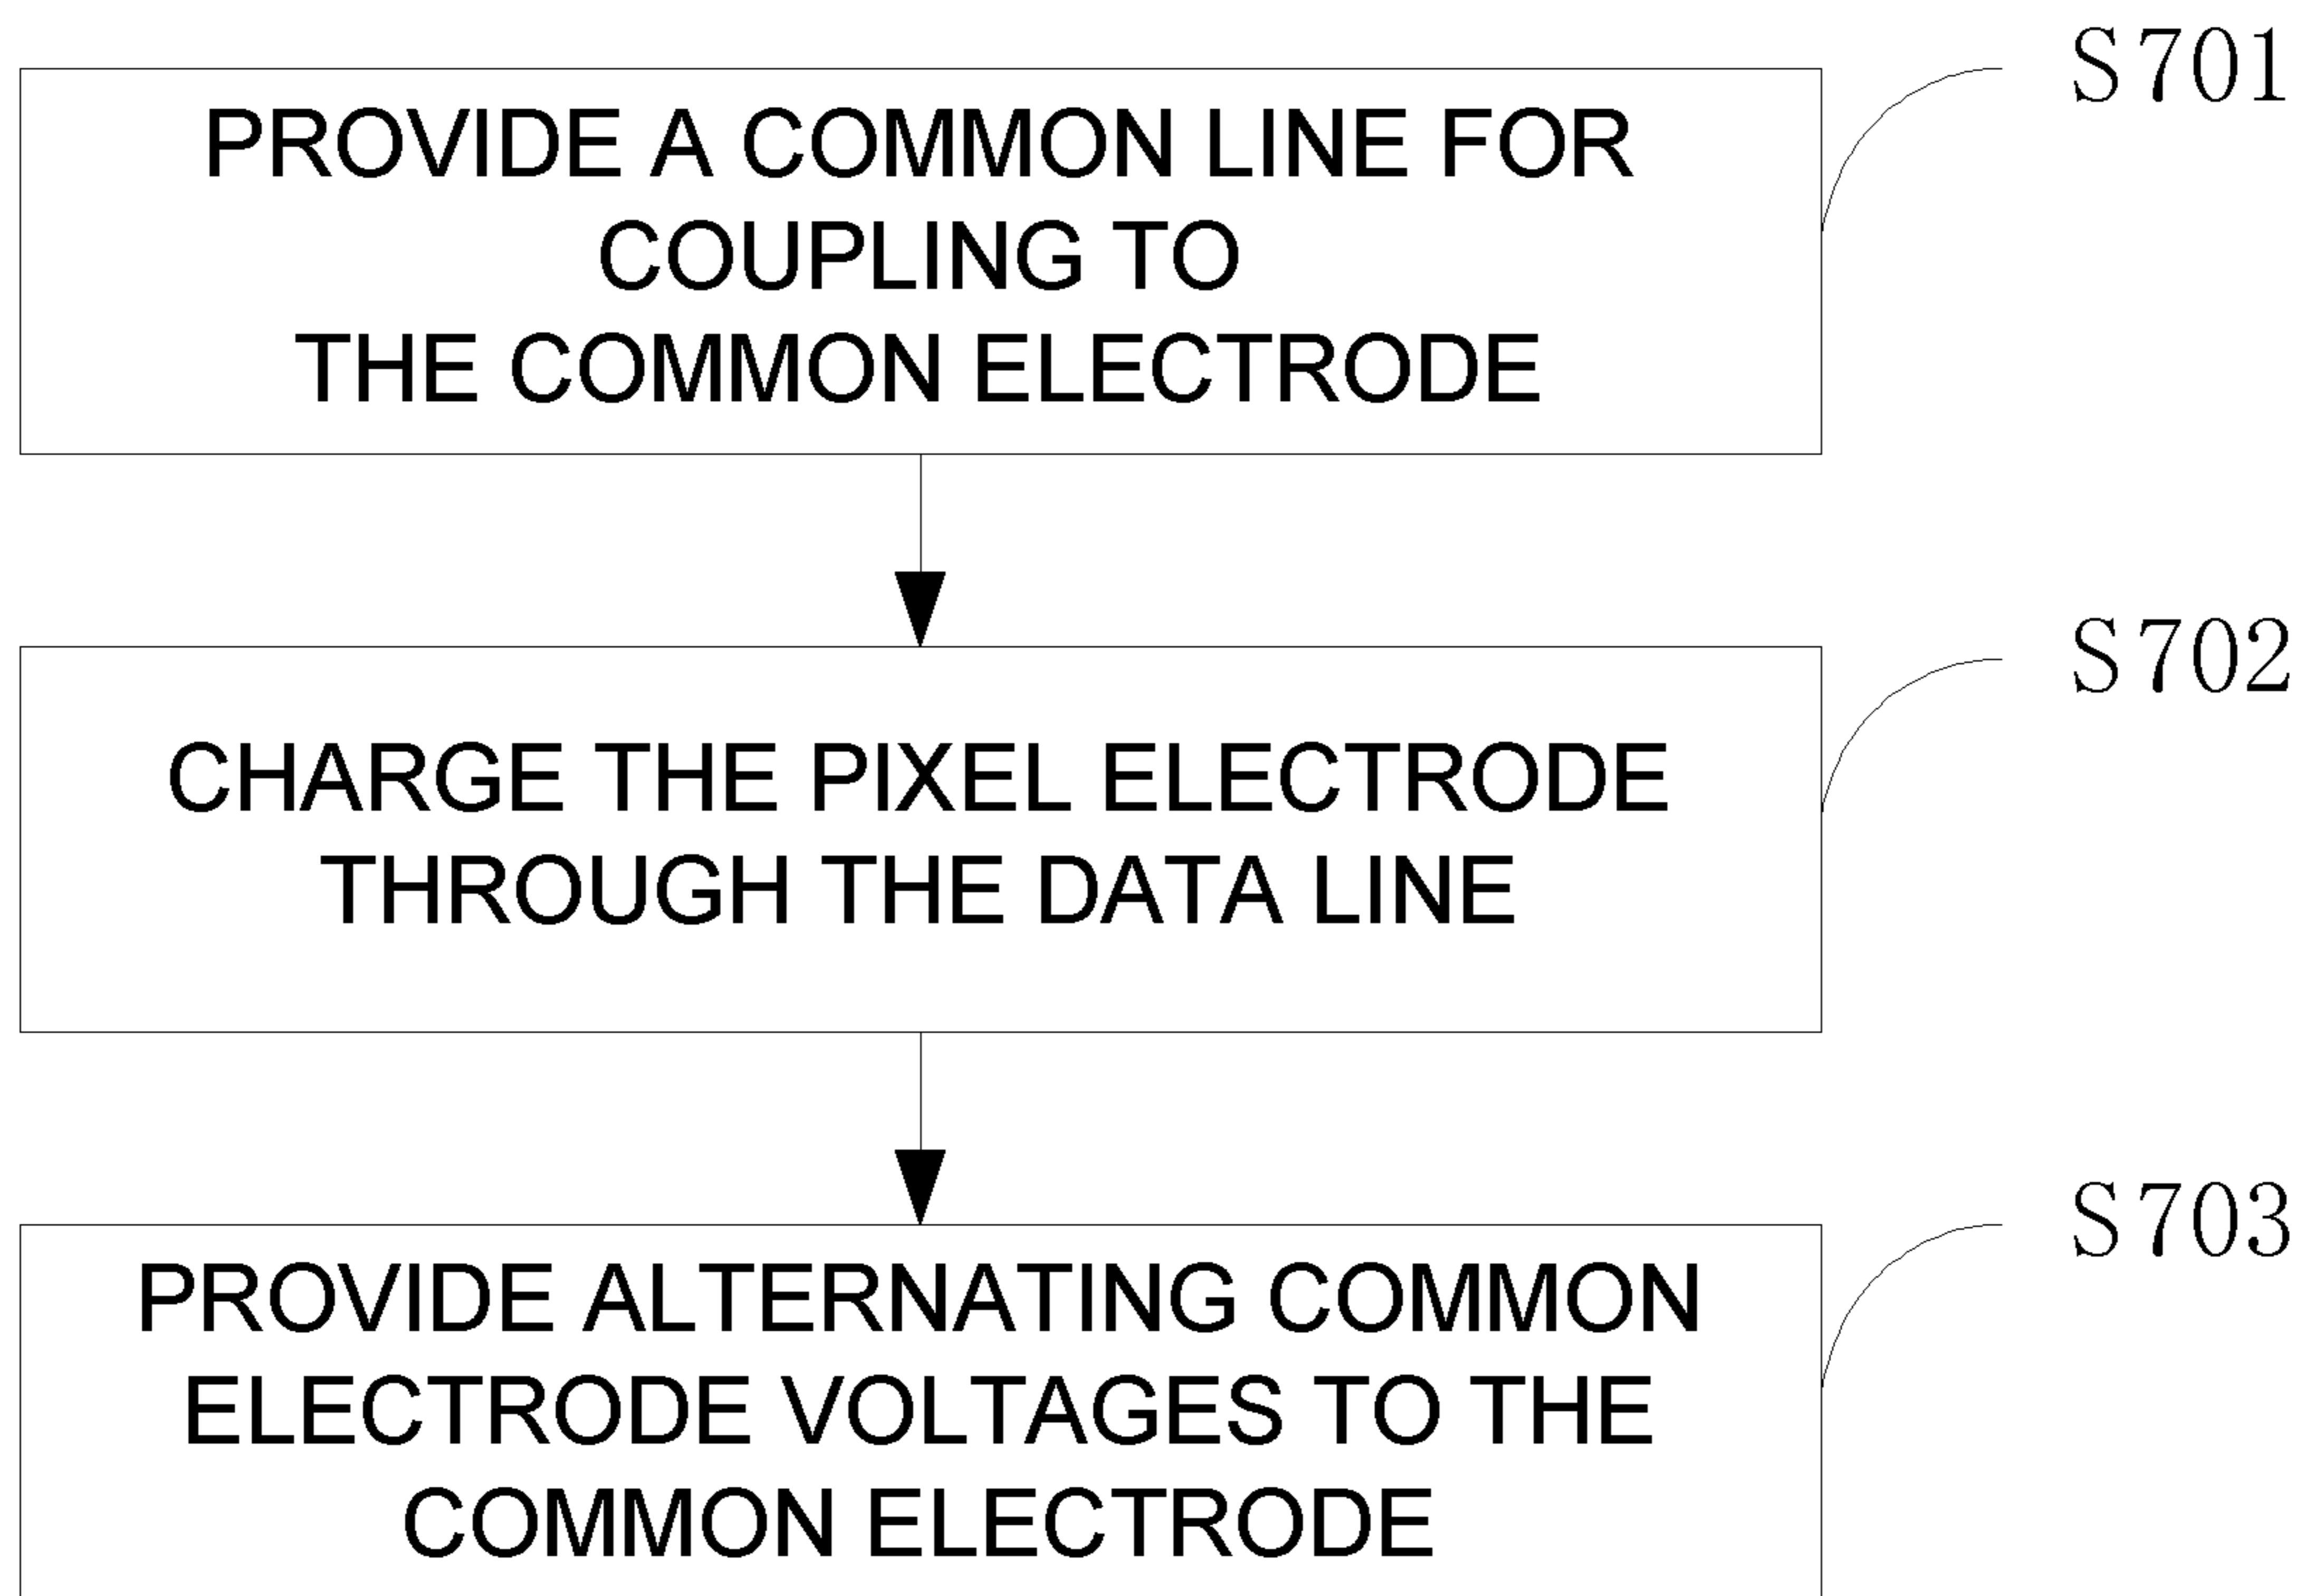 S701
PROVIDE A COMMON LINE FOR
COUPLING TO
THE COMMON ELECTRODE
S702
CHARGE THE PIXEL ELECTRODE
THROUGH THE DATA LINE
S703
PROVIDE ALTERNATING COMMON
ELECTRODE VOLTAGES TO THE
COMMON ELECTRODE